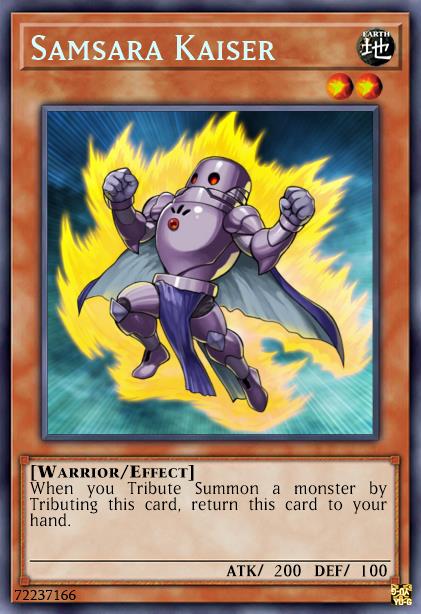 Samsara Kaiser
EARTH
地
[Warrior/Effect]
When you Tribute Summon a monster by
Tributing this card, return this card to your
hand.
ATK/ 200 DEF/ 100
72237166